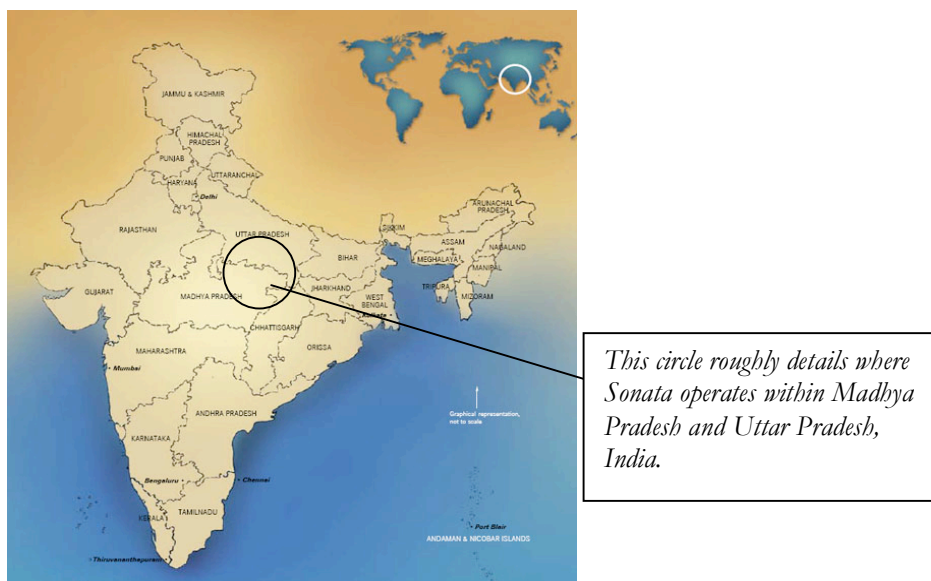 JAMMU & KASHMIR
HIMACHAL
PRADESH
PUNJAB
UTTARANCHAL
HARYANA
Delhi
ARUNACHAL
PRADESH
RAJASTHAN
UTTAR PRADESH
SIKKIM
ASSAM
NAGALAND
BIHAR
MEGHALAYA
MANIPAL
GUJARAT
MADHYA PRADESH
JHARKHAND
TRIPURA
MIZORAM
WEST
BENGAL
Kolkata
CHHATTISGARH
ORISSA
MAHARASHTRA
Mumbai
This circle roughly details where
Sonata operates within Madhya
Pradesh and Uttar Pradesh,
India.
ANDHRA PRADESH
Graphical representation,
not to scale
KARNATAKA
Bengaluru
Chennai
KERALA
TAMILNADU
Port Blair
ANDAMAN & NICOBAR ISLANDS
Thiruvananthapuram